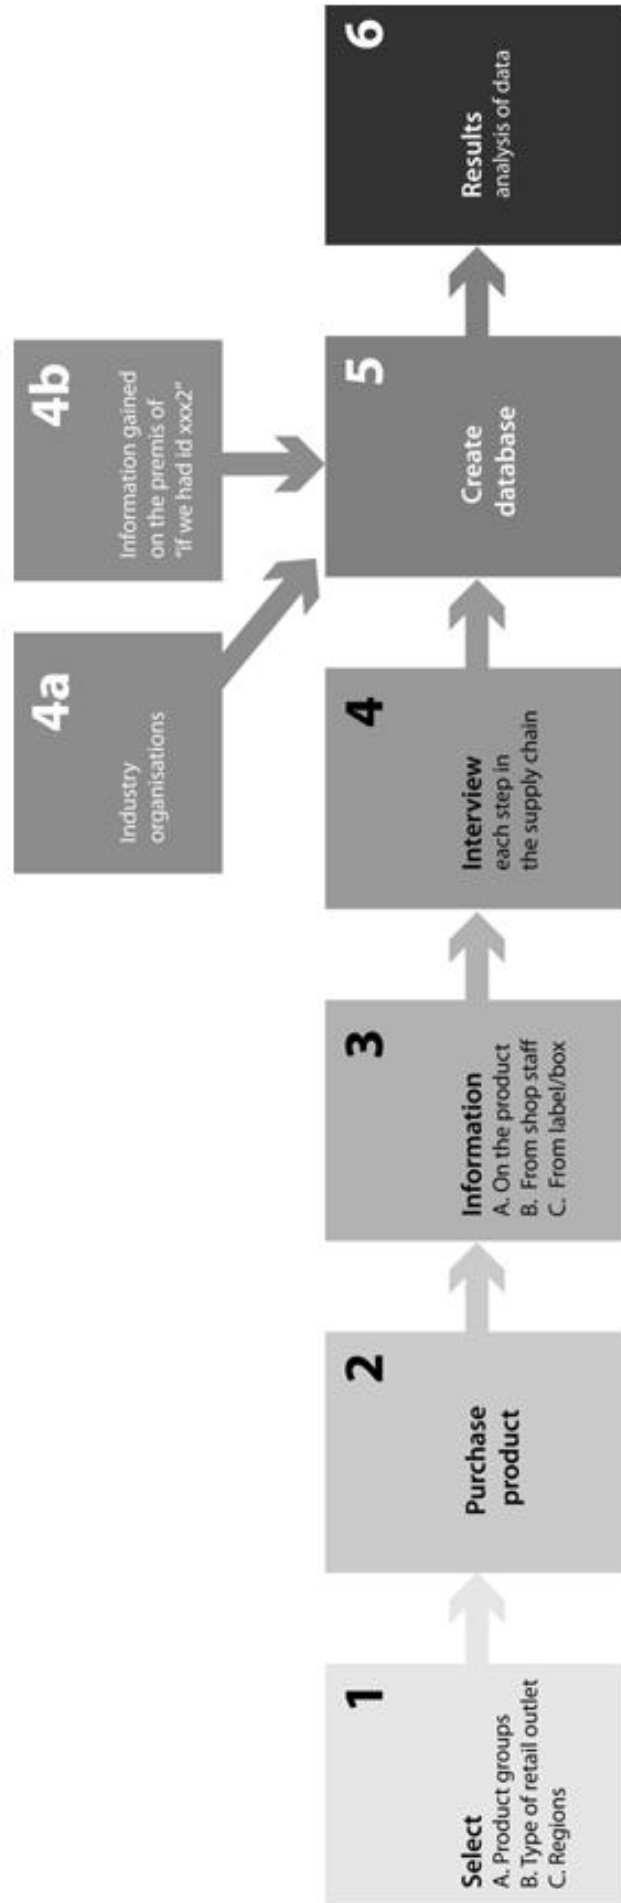 1
Select
A. Product groups
B. Type of retail outlet
C. Regions
2
Purchase
product
3
Information
A. On the product
B. From shop staff
C. From label/box
4
Interview
each step in
the supply chain
4a
Industry
organisations
4b
Information gained
on the premis of
"if we had id xxx2"
5
Create
database
6
Results
analysis of data